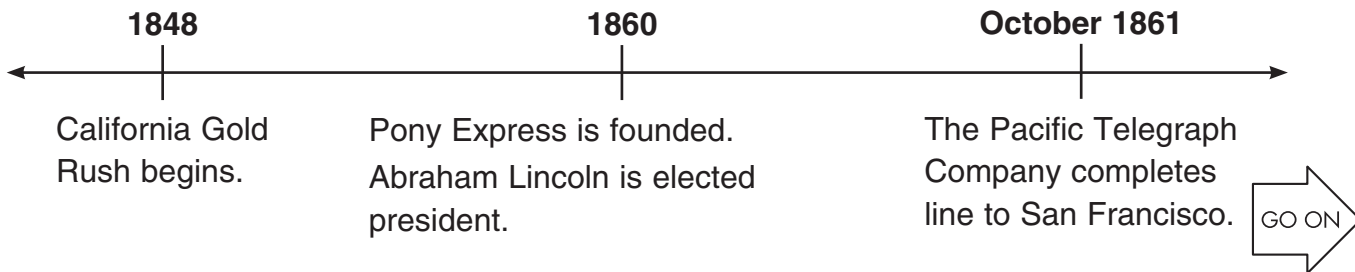 1848
1860
October 1861
California Gold
Rush begins.
Pony Express is founded.
Abraham Lincoln is elected
president.
The Pacific Telegraph
Company completes
line to San Francisco.
GO ON